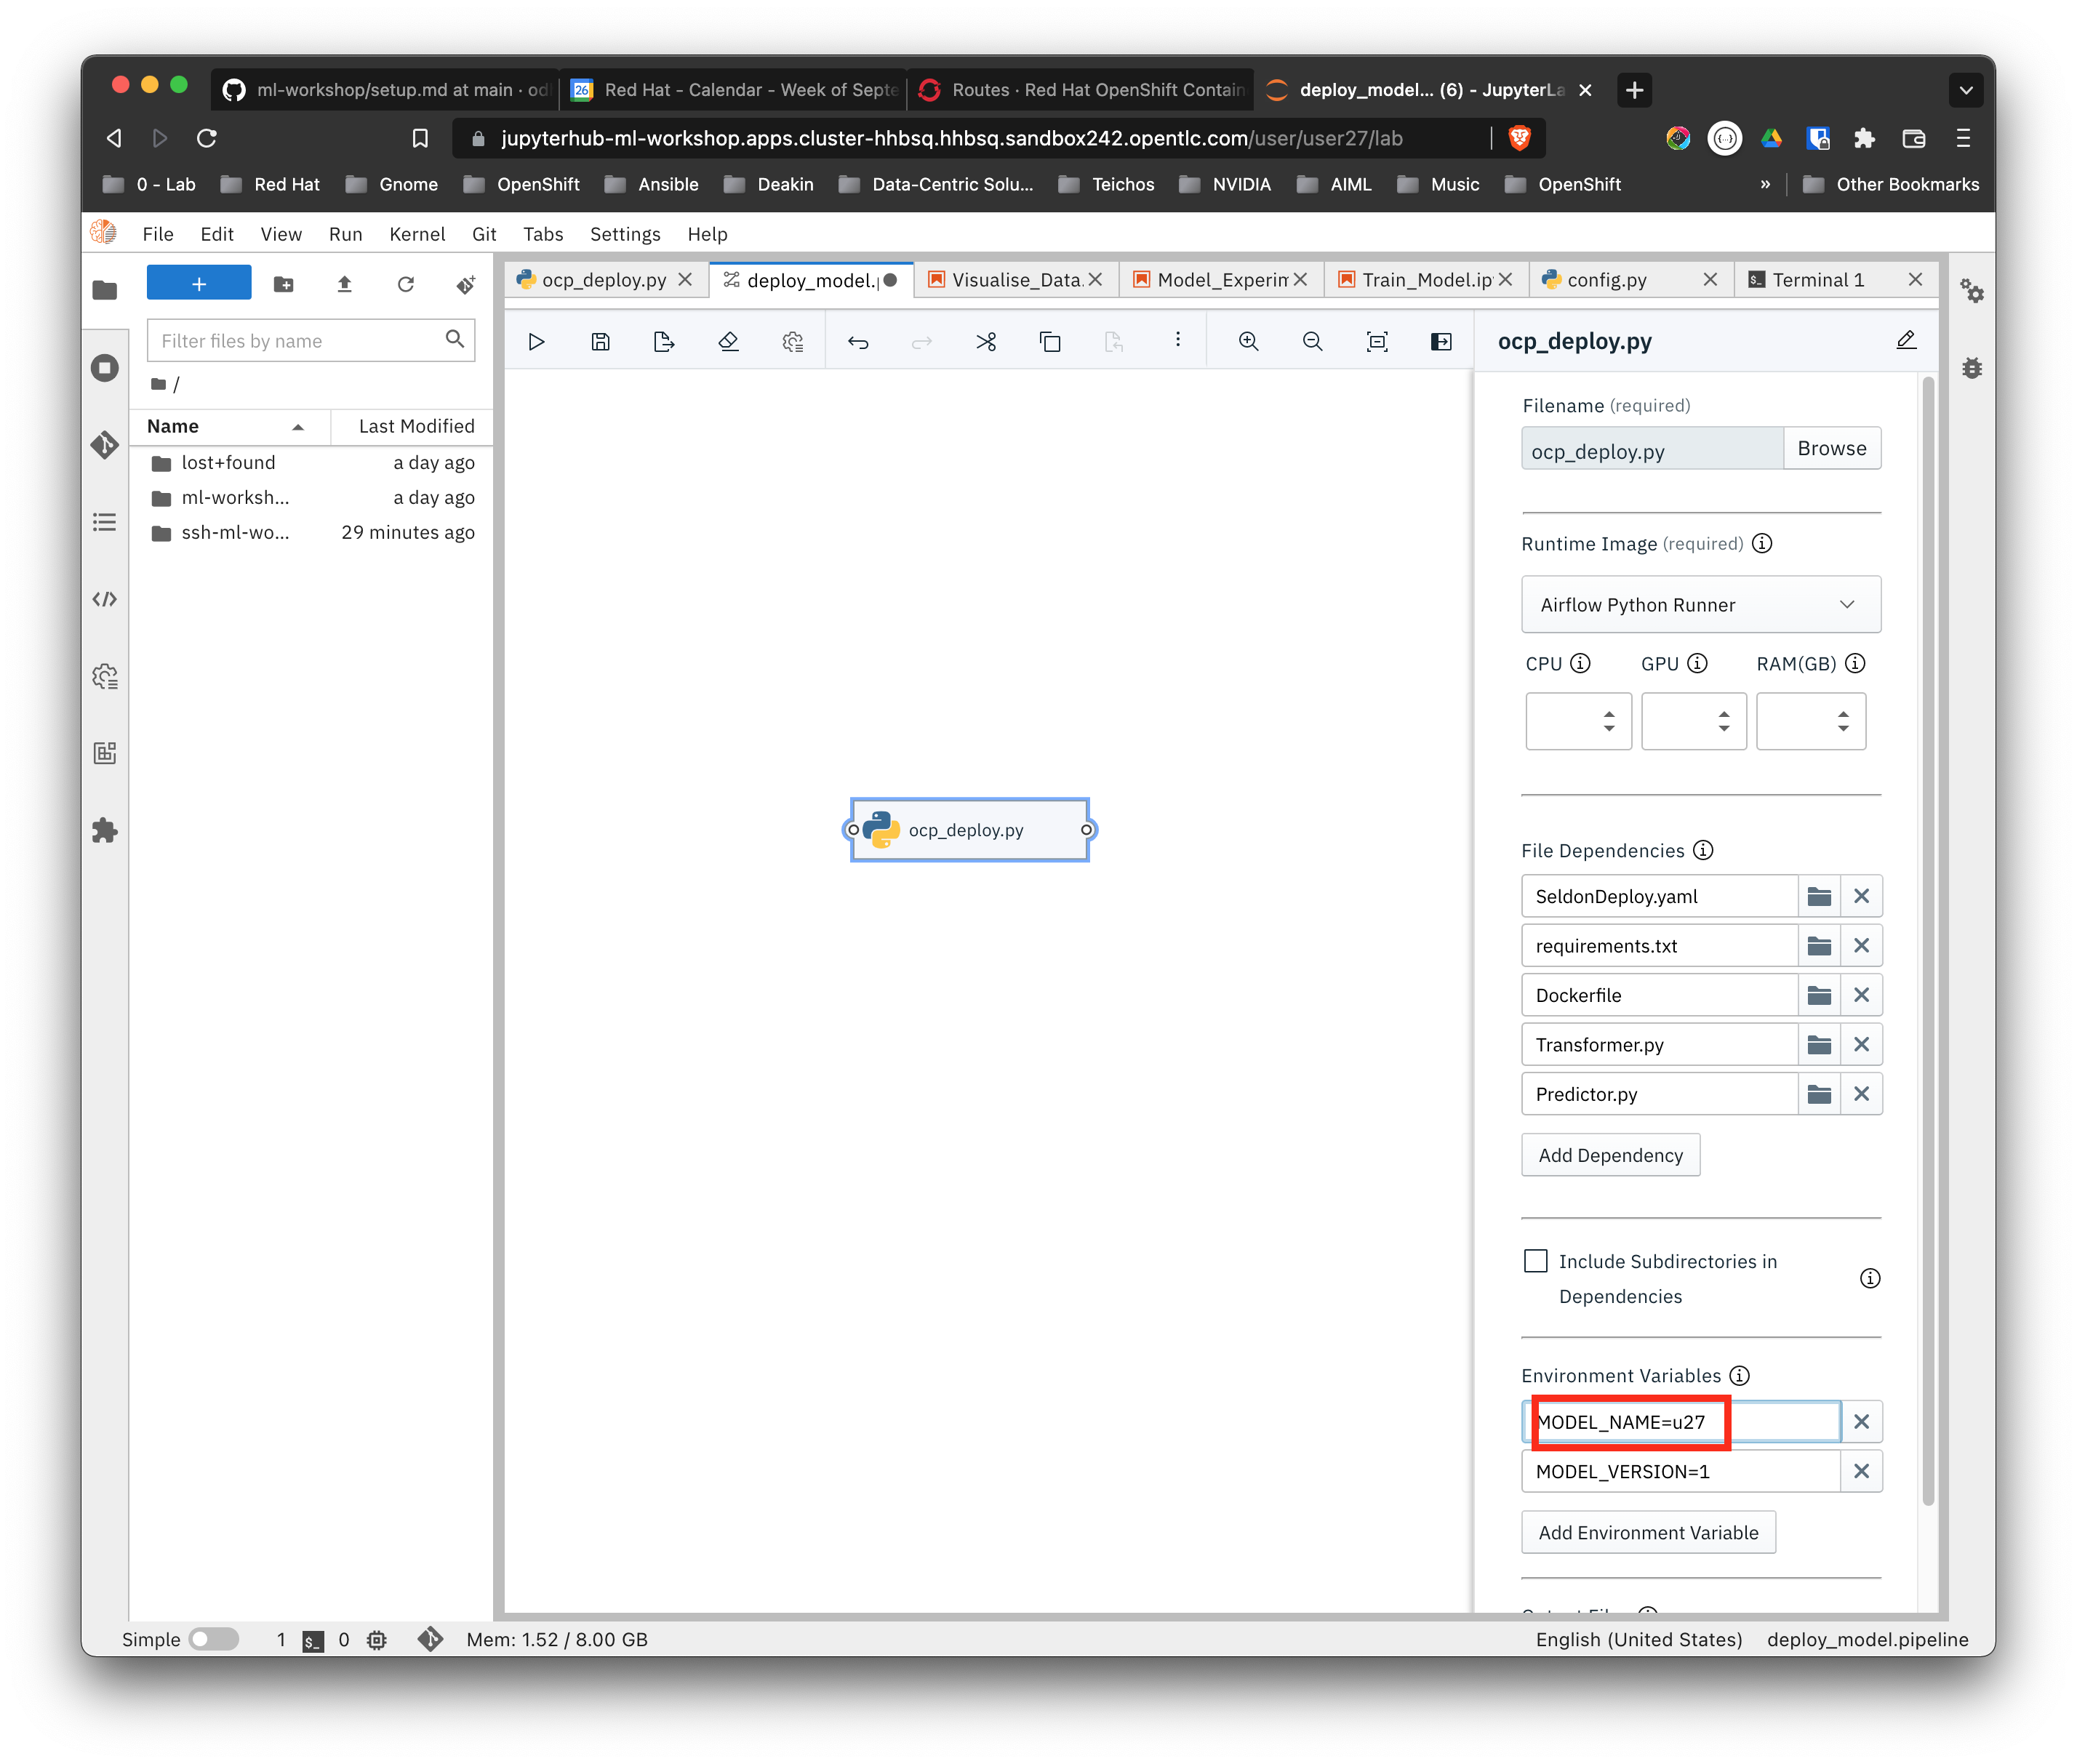 ml-workshop/setup.md at main · od
26
Red Hat - Calendar - Week of Septe
Routes · Red Hat OpenShift Contain
deploy_model... (6) - JupyterLa
jupyterhub-ml-workshop.apps.cluster-hhbsq.hhbsq.sandbox242.opentlc.com/user/user27/lab
0 - Lab
Red Hat
Gnome
OpenShift
Ansible
Deakin
Data-Centric Solu...
Teichos
NVIDIA
AIML
Music
OpenShift
»
Other Bookmarks
File
Edit
View
Run
Kernel
Git
Tabs
Settings
Help
ocp_deploy.py
deploy_model.p
Visualise_Data.
Model_Experim
Train_Model.ip
config.py
Terminal 1
Filter files by name
/
Name
Last Modified
lost+found
a day ago
ml-worksh...
a day ago
ssh-ml-wo...
29 minutes ago
ocp_deploy.py
ocp_deploy.py
Filename (required)
ocp_deploy.py
Browse
Runtime Image (required)
Airflow Python Runner
CPU
GPU
RAM(GB)
File Dependencies
SeldonDeploy.yaml
requirements.txt
Dockerfile
Transformer.py
Predictor.py
Add Dependency
Include Subdirectories in
Dependencies
Environment Variables
MODEL_NAME=u27
MODEL_VERSION=1
Add Environment Variable
Simple
1
$_
0
Mem: 1.52 / 8.00 GB
English (United States)
deploy_model.pipeline